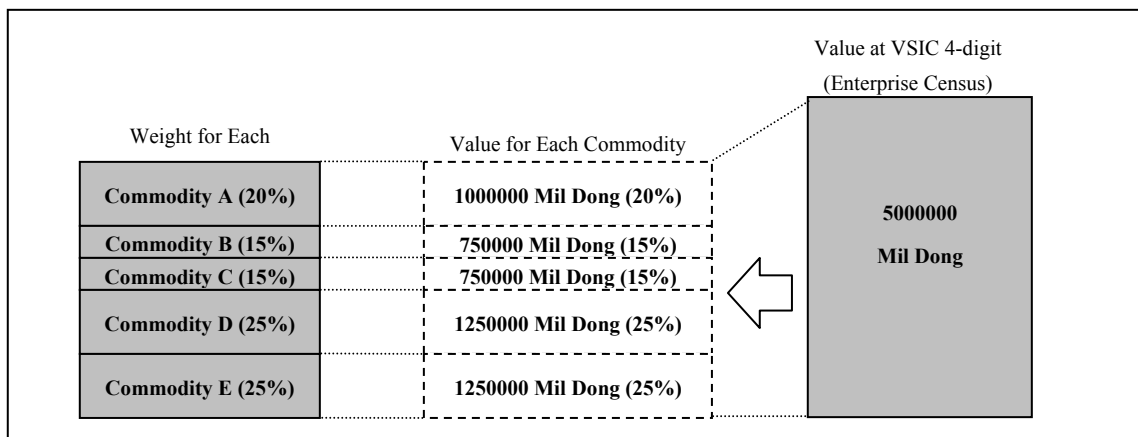 Value at VSIC 4-digit
(Enterprise Census)
Weight for Each
Value for Each Commodity
Commodity A (20%)
1000000 Mil Dong (20%)
Commodity B (15%)
750000 Mil Dong (15%)
Commodity C (15%)
750000 Mil Dong (15%)
Commodity D (25%)
1250000 Mil Dong (25%)
Commodity E (25%)
1250000 Mil Dong (25%)
5000000
Mil Dong